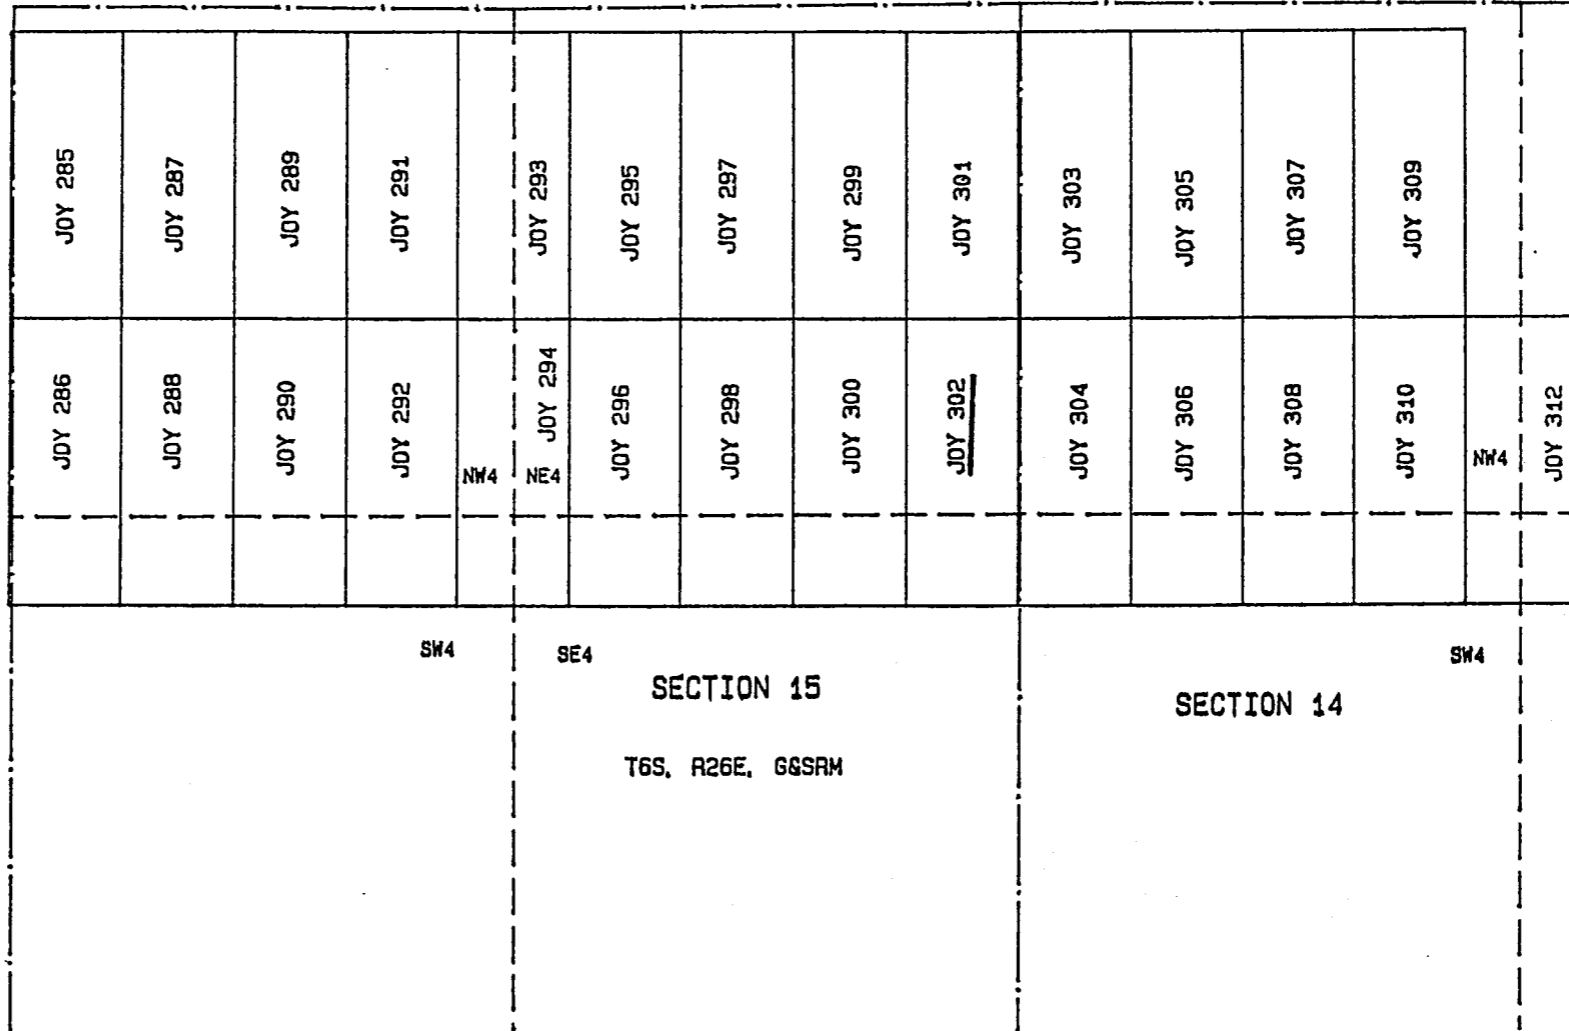 JOY 285
JOY 287
JOY 289
JOY 291
JOY 293
JOY 295
JOY 297
JOY 299
JOY 301
JOY 303
JOY 305
JOY 307
JOY 309
JOY 286
JOY 288
JOY 290
JOY 292
NW4
JOY 294
NE4
JOY 296
JOY 298
JOY 300
JOY 302
JOY 304
JOY 306
JOY 308
JOY 310
NW4
JOY 312
SW4
SE4
SW4
SECTION 15
SECTION 14
T6S, R26E, G&SRM